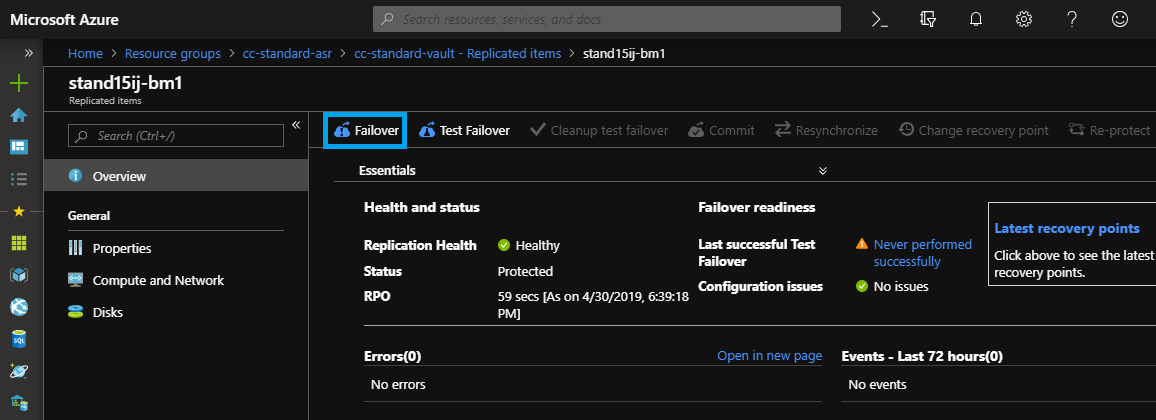 Microsoft Azure
Search resources, services, and docs
Home > Resource groups > cc-standard-asr > cc-standard-vault - Replicated items > stand15ij-bm1
stand15ij-bm1
Replicated items
Search (Ctrl+/)
Failover Test Failover Cleanup test failover Commit Resynchronize Change recovery point Re-protect
Overview
General
Properties
Compute and Network
Disks
Essentials
Health and status
Replication Health Healthy
Status Protected
RPO 59 secs [As on 4/30/2019, 6:39:18
PM]
Failover readiness
Last successful Test Never performed
Failover successfully
Configuration issues No issues
Latest recovery points
Click above to see the latest
recovery points.
Errors(0) Open in new page
No errors
Events - Last 72 hours(0)
No events